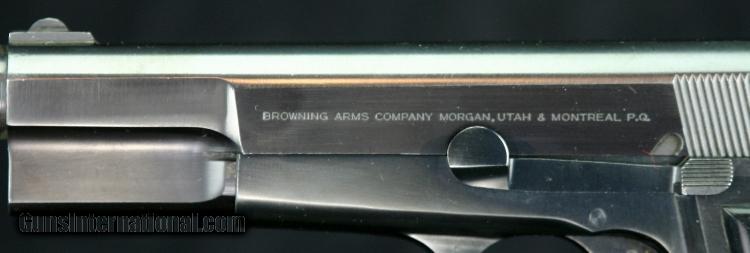 BROWNING ARMS COMPANY MORGAN, UTAH & MONTREAL P.Q.
GunsInternational.com